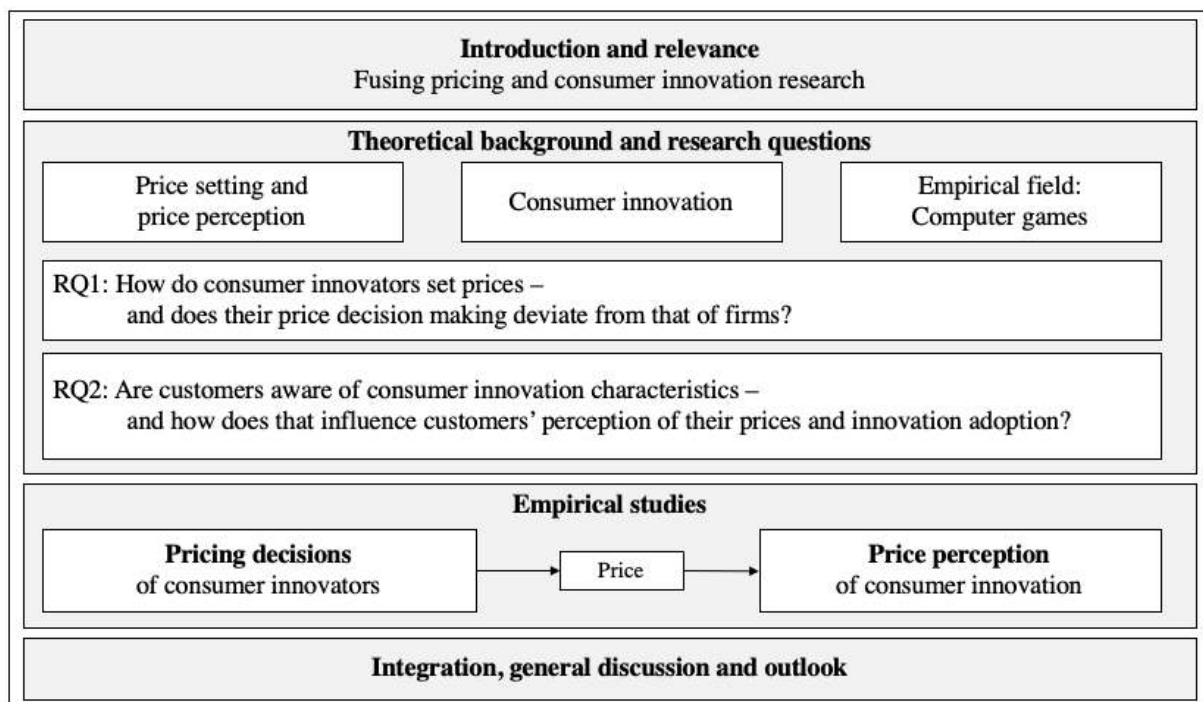 Introduction and relevance
Fusing pricing and consumer innovation research
Theoretical background and research questions
Price setting and
price perception
Consumer innovation
Empirical field:
Computer games
RQ1: How do consumer innovators set prices –
and does their price decision making deviate from that of firms?
RQ2: Are customers aware of consumer innovation characteristics –
and how does that influence customers’ perception of their prices and innovation adoption?
Empirical studies
Pricing decisions
of consumer innovators
Price
Price perception
of consumer innovation
Integration, general discussion and outlook